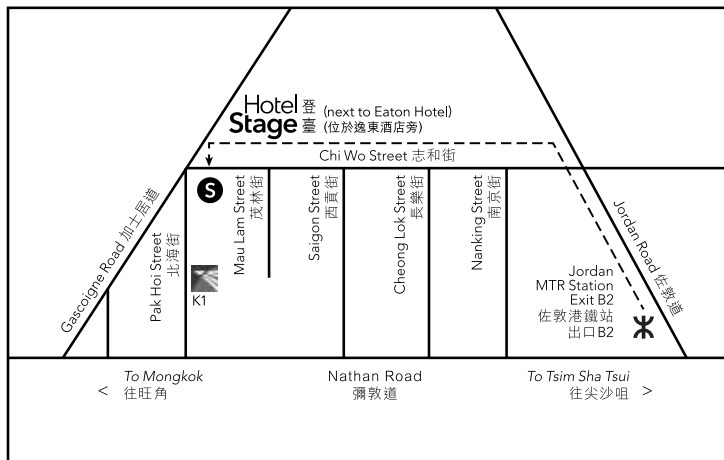 Hotel 登
Stage 臺
(next to Eaton Hotel)
(位於逸東酒店旁)
Chi Wo Street 志和街
S
Gascoigne Road 加士居道
Pak Hoi Street
北海街
K1
Mau Lam Street
茂林街
Saigon Street
西貢街
Cheong Lok Street
長樂街
Nanking Street
南京街
Jordan Road 佐敦道
Jordan
MTR Station
Exit B2
佐敦港鐵站
出口B2
< To Mongkok
往旺角
Nathan Road
彌敦道
To Tsim Sha Tsui >
往尖沙咀